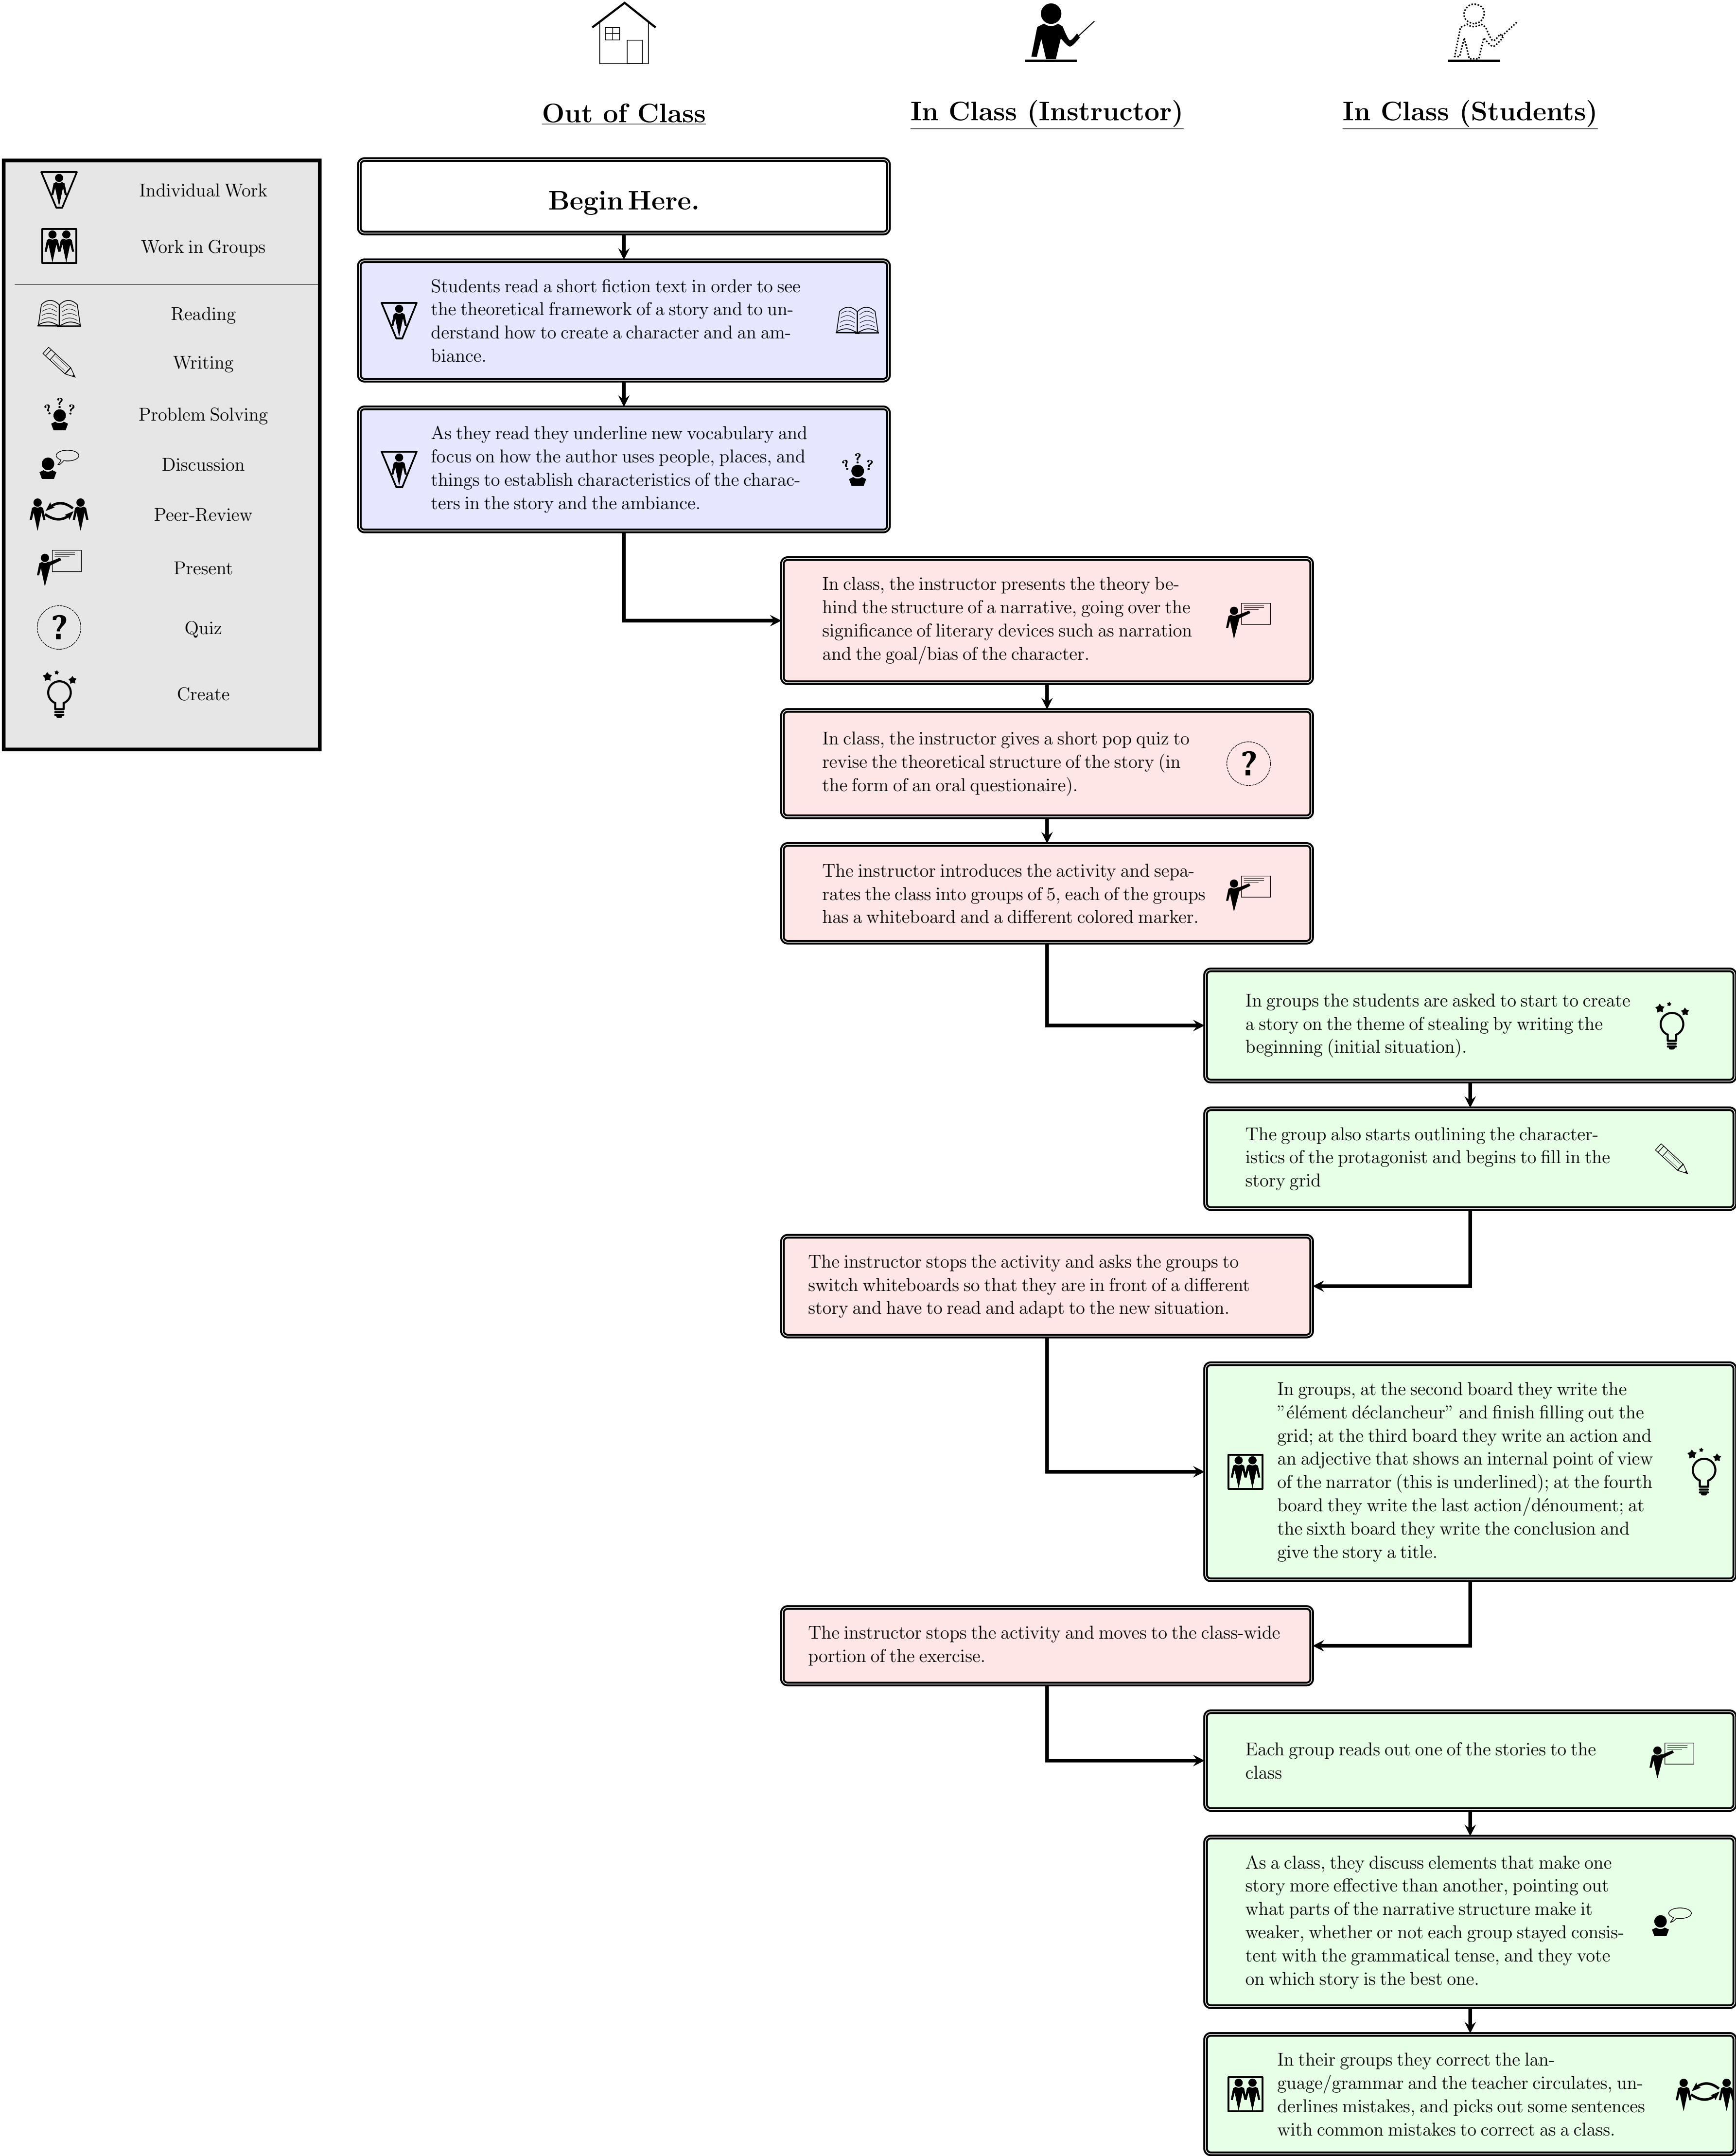 Out of Class
In Class (Instructor)
In Class (Students)
Individual Work
Work in Groups
Reading
Writing
Problem Solving
Discussion
Peer-Review
Present
?
Quiz
Create
Begin Here.
Students read a short fiction text in order to see
the theoretical framework of a story and to un-
derstand how to create a character and an am-
biance.
As they read they underline new vocabulary and
focus on how the author uses people, places, and
things to establish characteristics of the charac-
ters in the story and the ambiance.
In class, the instructor presents the theory be-
hind the structure of a narrative, going over the
significance of literary devices such as narration
and the goal/bias of the character.
In class, the instructor gives a short pop quiz to
revise the theoretical structure of the story (in
the form of an oral questionaire).
?
The instructor introduces the activity and sepa-
rates the class into groups of 5, each of the groups
has a whiteboard and a different colored marker.
In groups the students are asked to start to create
a story on the theme of stealing by writing the
beginning (initial situation).
The group also starts outlining the character-
istics of the protagonist and begins to fill in the
story grid
The instructor stops the activity and asks the groups to
switch whiteboards so that they are in front of a different
story and have to read and adapt to the new situation.
In groups, at the second board they write the
”élément déclancheur” and finish filling out the
grid; at the third board they write an action and
an adjective that shows an internal point of view
of the narrator (this is underlined); at the fourth
board they write the last action/dénoument; at
the sixth board they write the conclusion and
give the story a title.
The instructor stops the activity and moves to the class-wide
portion of the exercise.
Each group reads out one of the stories to the
class
As a class, they discuss elements that make one
story more effective than another, pointing out
what parts of the narrative structure make it
weaker, whether or not each group stayed consis-
tent with the grammatical tense, and they vote
on which story is the best one.
In their groups they correct the lan-
guage/grammar and the teacher circulates, un-
derlines mistakes, and picks out some sentences
with common mistakes to correct as a class.